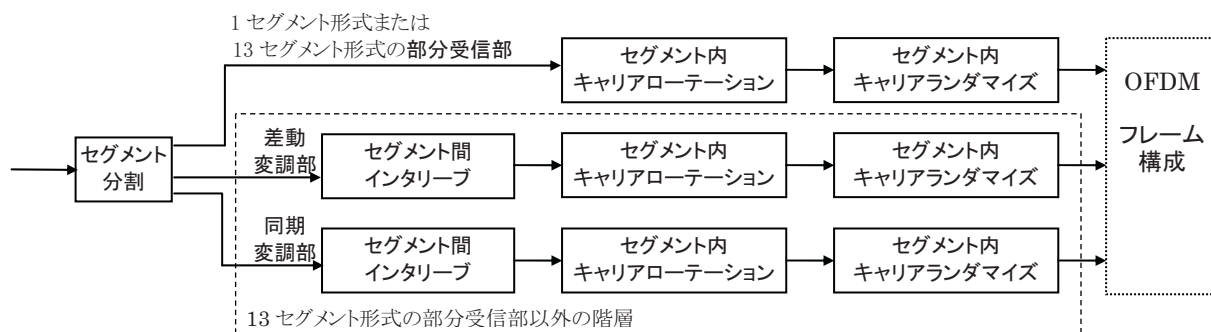 1 セグメント形式または
13 セグメント形式の部分受信部
セグメント内
キャリアローテーション
セグメント内
キャリアランダマイズ
OFDM
フレーム
構成
セグメント
分割
差動
変調部
セグメント間
インタリーブ
セグメント内
キャリアローテーション
セグメント内
キャリアランダマイズ
同期
変調部
セグメント間
インタリーブ
セグメント内
キャリアローテーション
セグメント内
キャリアランダマイズ
13 セグメント形式の部分受信部以外の階層